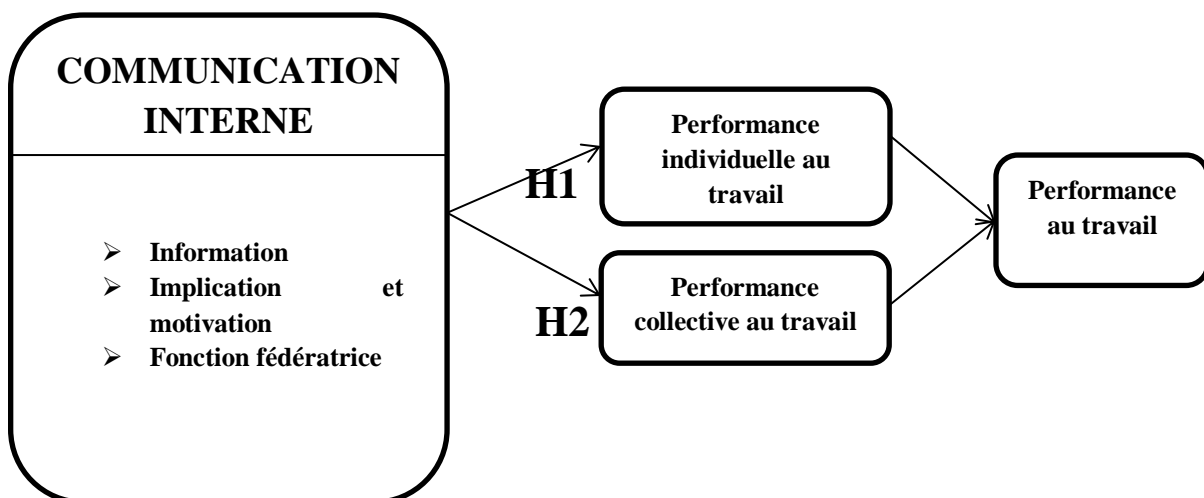 COMMUNICATION
INTERNE
➢ Information
➢ Implication et
motivation
➢ Fonction fédératrice
H1
H2
Performance
individuelle au
travail
Performance
collective au travail
Performance
au travail